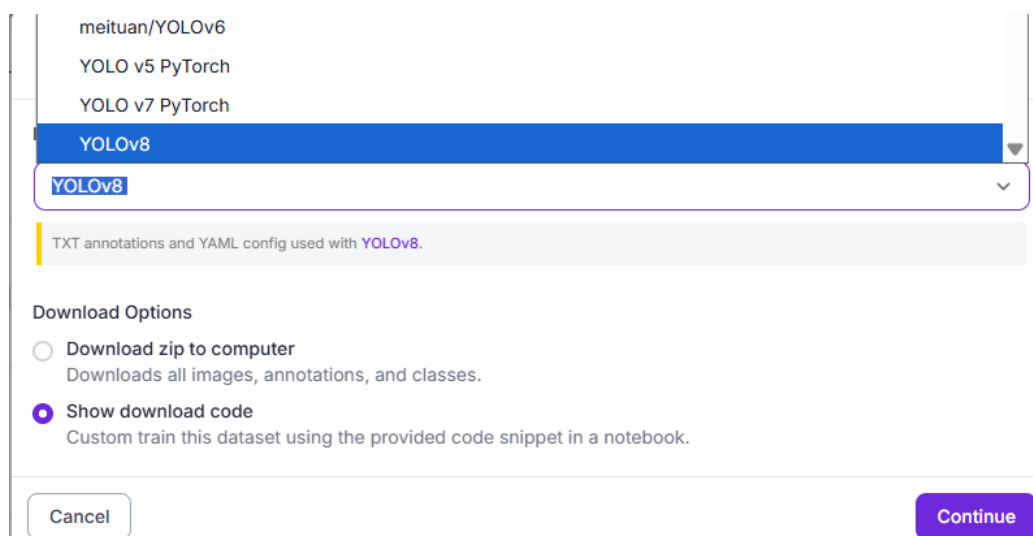 meituan/YOLOv6
YOLO v5 PyTorch
YOLO v7 PyTorch
YOLOv8
YOLOv8
TXT annotations and YAML config used with YOLOv8.
Download Options
Download zip to computer
Downloads all images, annotations, and classes.
Show download code
Custom train this dataset using the provided code snippet in a notebook.
Cancel
Continue